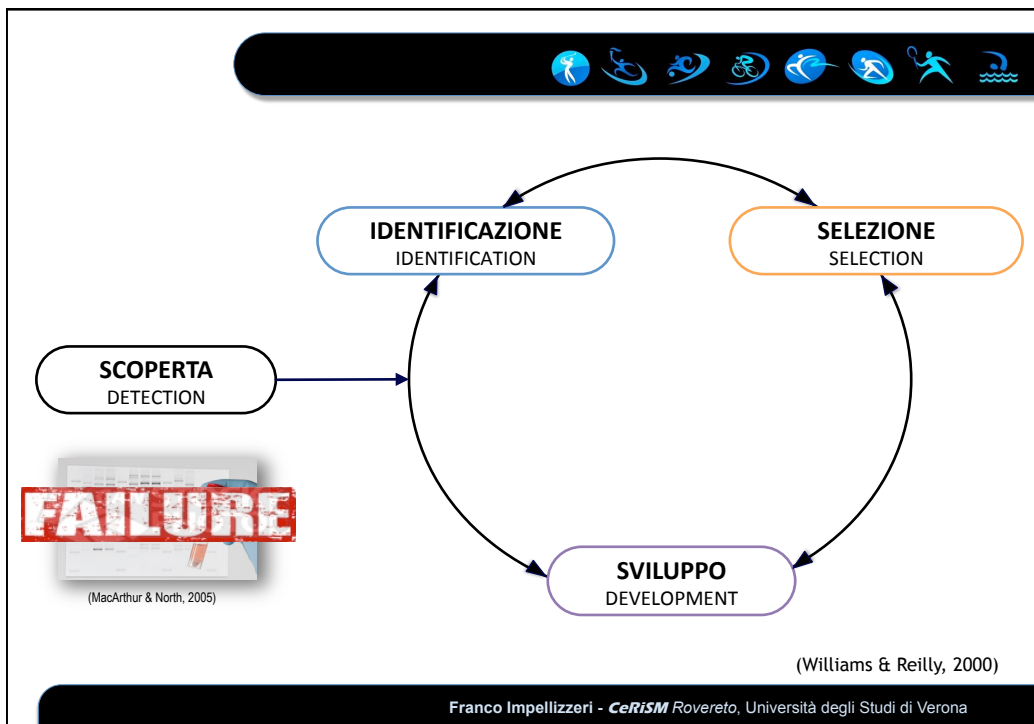 IDENTIFICAZIONE
IDENTIFICATION
SELEZIONE
SELECTION
SCOPERTA
DETECTION
FAILURE
(MacArthur & North, 2005)
SVILUPPO
DEVELOPMENT
(Williams & Reilly, 2000)
Franco Impellizzeri - CeRiSM Rovereto, Università degli Studi di Verona